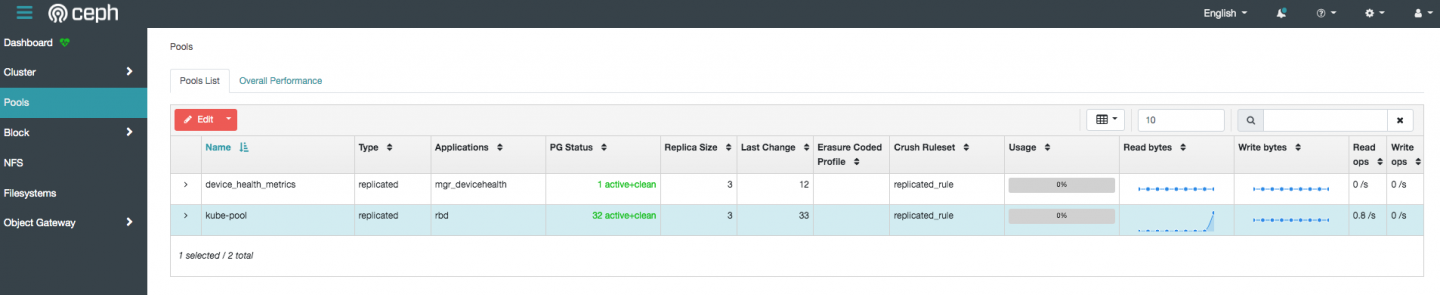 ceph
English
Dashboard
Cluster
Pools
Block
NFS
Filesystems
Object Gateway
Pools
Pools List Overall Performance
Edit 10
Name Type Applications PG Status Replica Size Last Change Erasure Coded Profile Crush Ruleset Usage Read bytes Write bytes Read ops Write ops
device_health_metrics replicated mgr_devicehealth 1 active+clean 3 12 replicated_rule 0% 0 /s 0 /s
kube-pool replicated rbd 32 active+clean 3 33 replicated_rule 0% 0.8 /s 0 /s
1 selected / 2 total